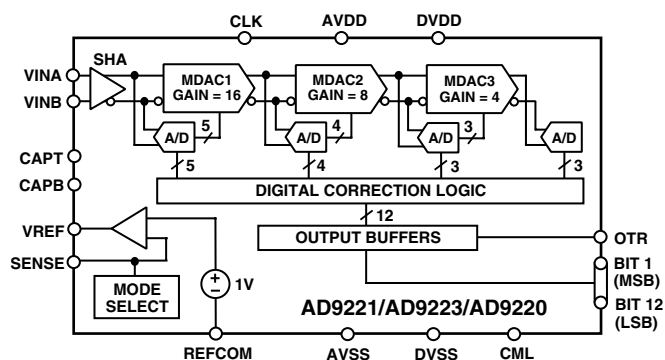 CLK AVDD DVDD
SHA
VINA
VINB
MDAC1
GAIN = 16
MDAC2
GAIN = 8
MDAC3
GAIN = 4
A/D 5 A/D 4 A/D 3 A/D
5 4 3 3
CAPT
CAPB
DIGITAL CORRECTION LOGIC
12
VREF
OUTPUT BUFFERS
OTR
SENSE
BIT 1
(MSB)
MODE
SELECT
1V
AD9221/AD9223/AD9220
BIT 12
(LSB)
REFCOM AVSS DVSS CML